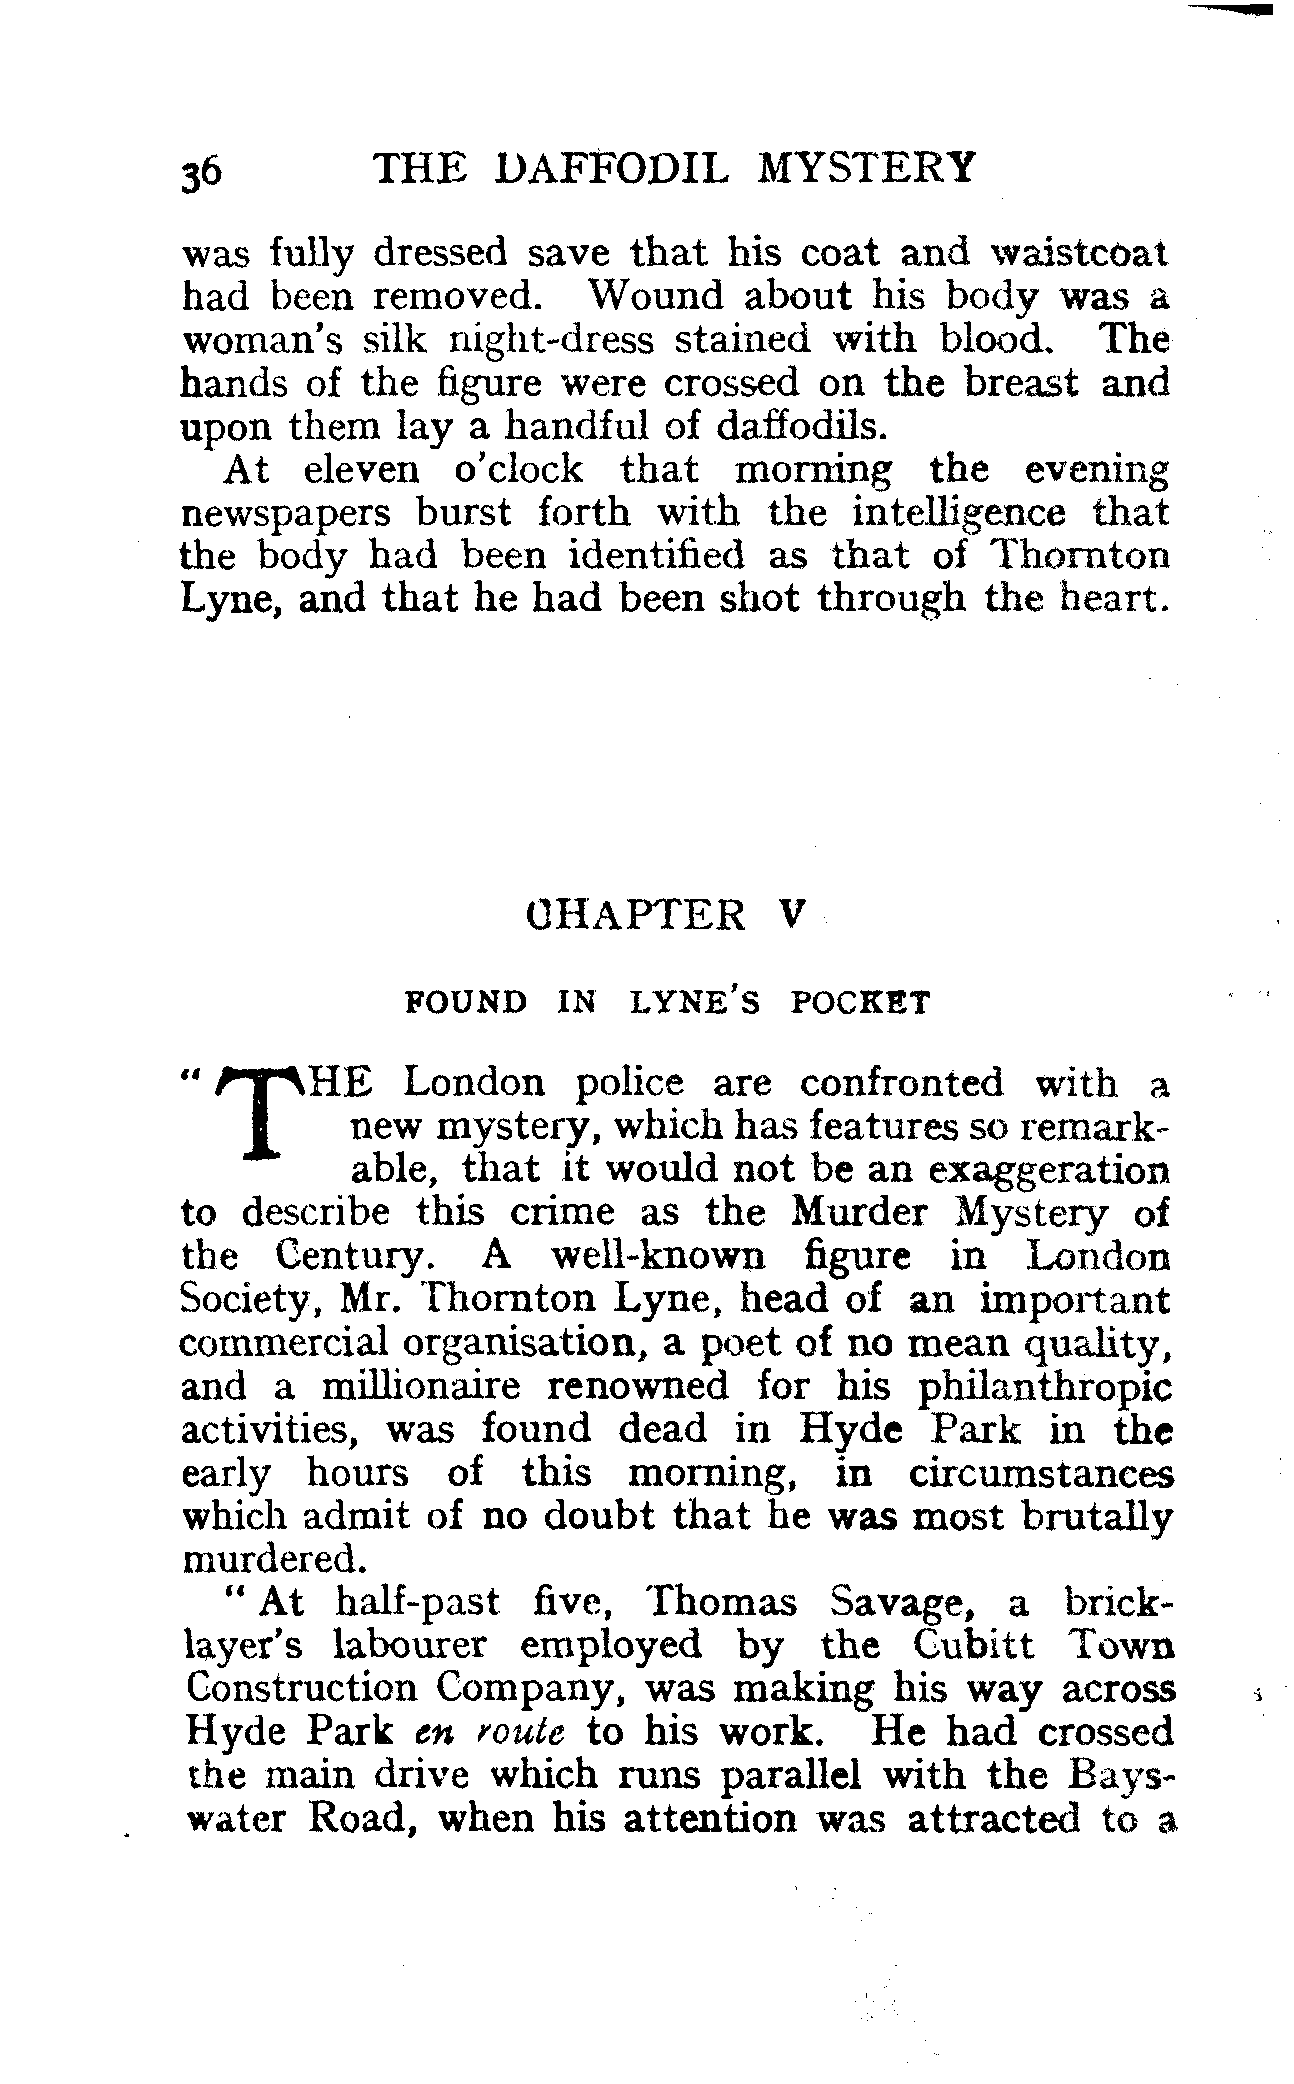 36 THE DAFFODIL MYSTERY
was fully dressed save that his coat and waistcoat
had been removed. Wound about his body was a
woman's silk night-dress stained with blood. The
hands of the figure were crossed on the breast and
upon them lay a handful of daffodils.
At eleven o'clock that morning the evening
newspapers burst forth with the intelligence that
the body had been identified as that of Thornton
Lyne, and that he had been shot through the heart.
CHAPTER V
FOUND IN LYNE'S POCKET
"THE London police are confronted with a
new mystery, which has features so remark-
able, that it would not be an exaggeration
to describe this crime as the Murder Mystery of
the Century. A well-known figure in London
Society, Mr. Thornton Lyne, head of an important
commercial organisation, a poet of no mean quality,
and a millionaire renowned for his philanthropic
activities, was found dead in Hyde Park in the
early hours of this morning, in circumstances
which admit of no doubt that he was most brutally
murdered.
"At half-past five, Thomas Savage, a brick-
layer's labourer employed by the Cubitt Town
Construction Company, was making his way across
Hyde Park en route to his work. He had crossed
the main drive which runs parallel with the Bays-
water Road, when his attention was attracted to a